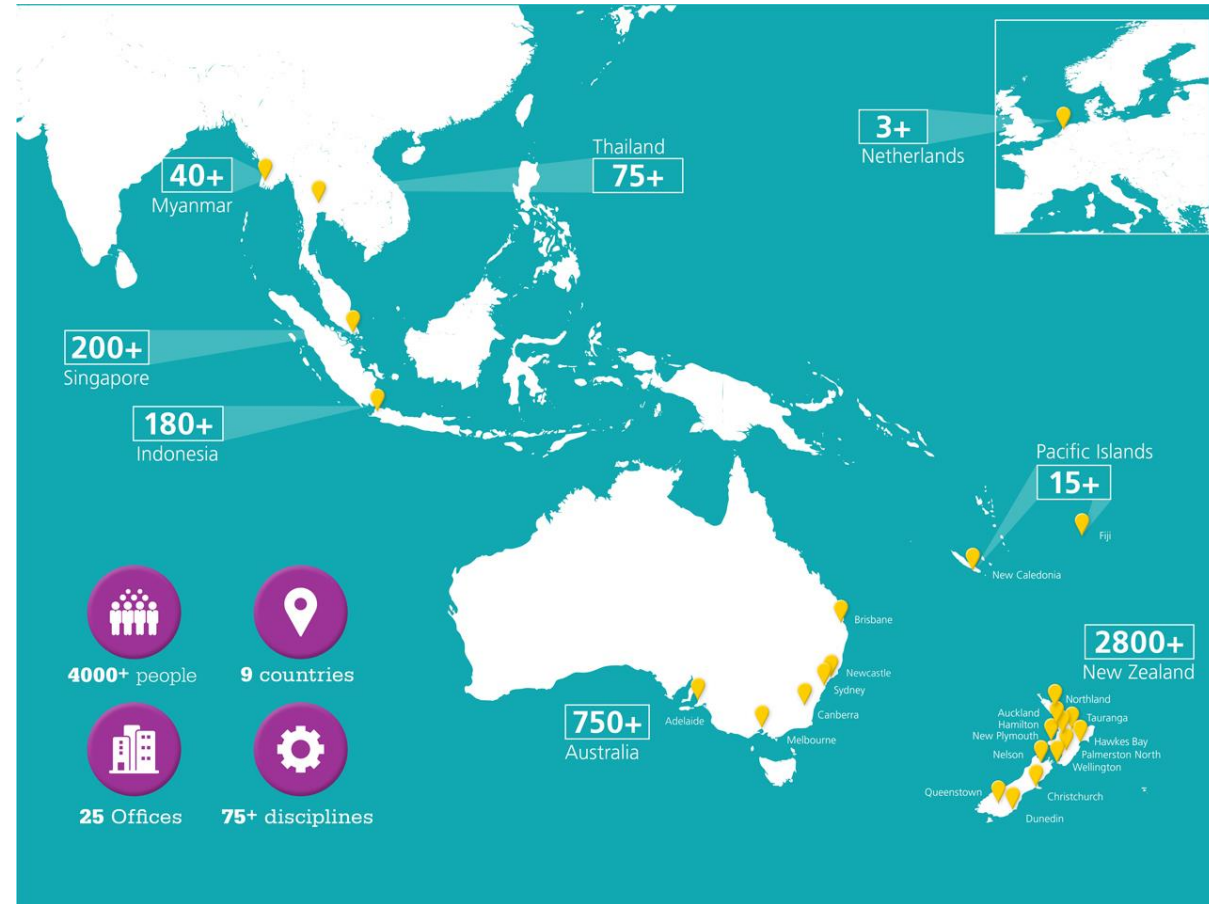 Thailand
75+
3+
Netherlands
40+
Myanmar
200+
Singapore
180+
Indonesia
Pacific Islands
15+
Fiji
New Caledonia
Brisbane
Newcastle
Sydney
Canberra
Melbourne
Adelaide
750+
Australia
2800+
New Zealand
Northland
Auckland
Tauranga
Hamilton
New Plymouth
Hawkes Bay
Nelson
Palmerston North
Wellington
Queenstown
Christchurch
Dunedin
4000+ people
9 countries
25 Offices
75+ disciplines